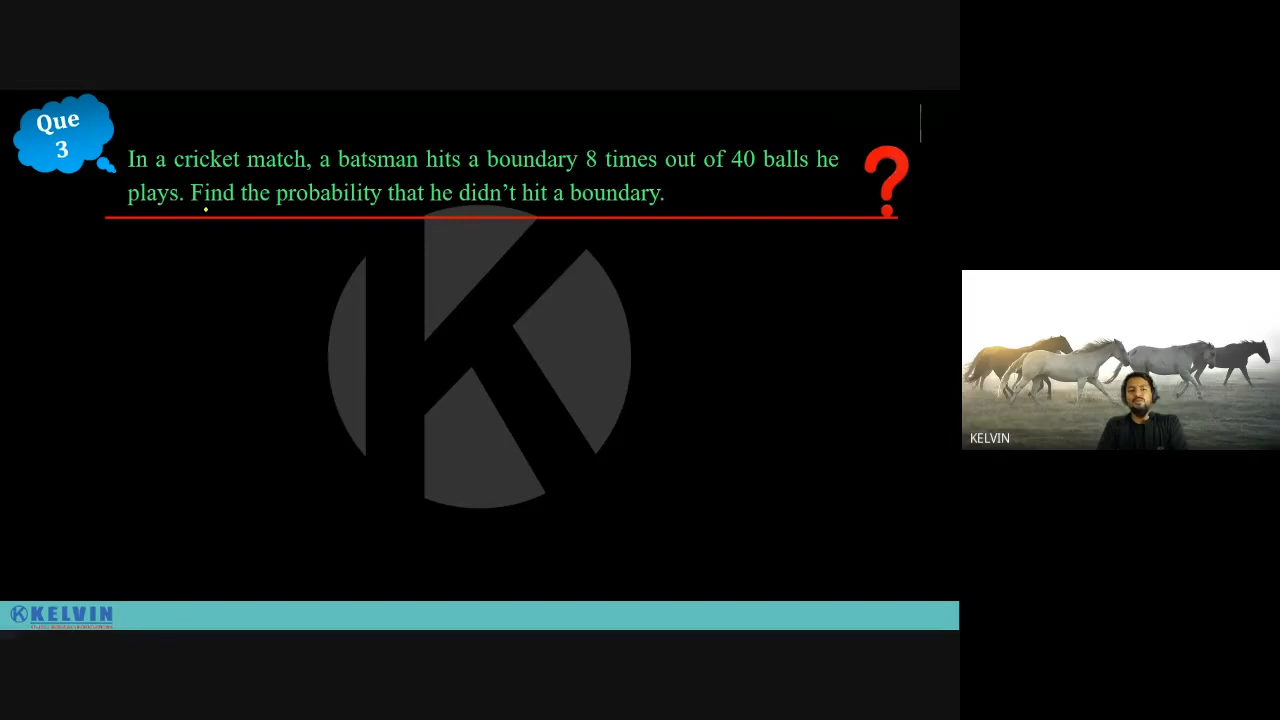 Que
3
In a cricket match, a batsman hits a boundary 8 times out of 40 balls he
plays. Find the probability that he didn’t hit a boundary.
?
KELVIN
KELVIN